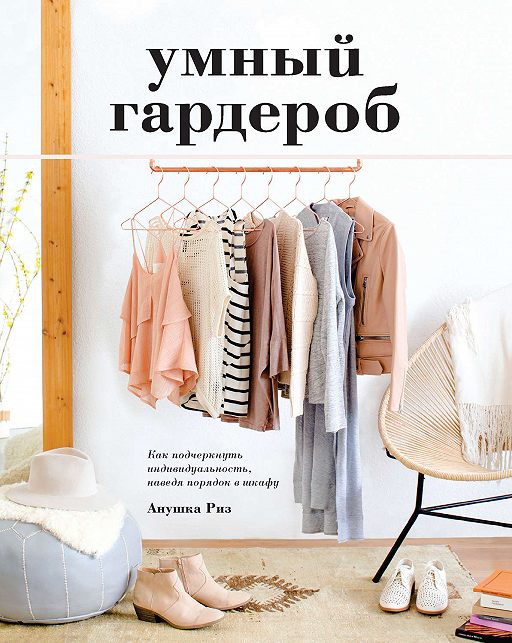 умный
гардероб
Как подчеркнуть
индивидуальность,
наведя порядок в шкафу
Анушка Риз